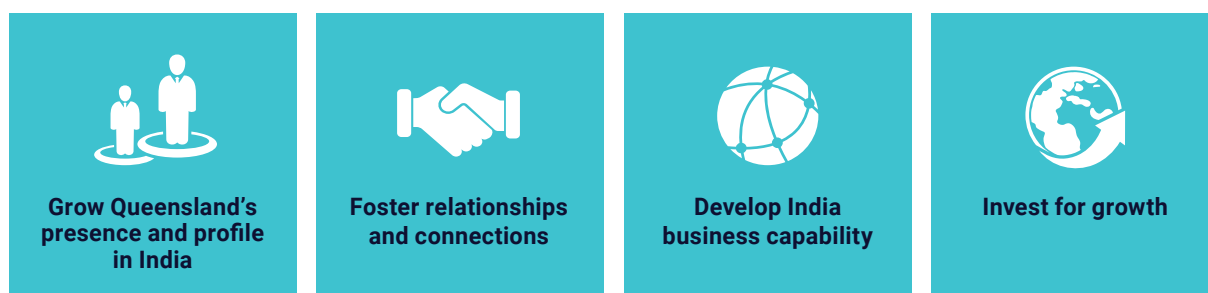 Grow Queensland's
presence and profile
in India
Foster relationships
and connections
Develop India
business capability
Invest for growth